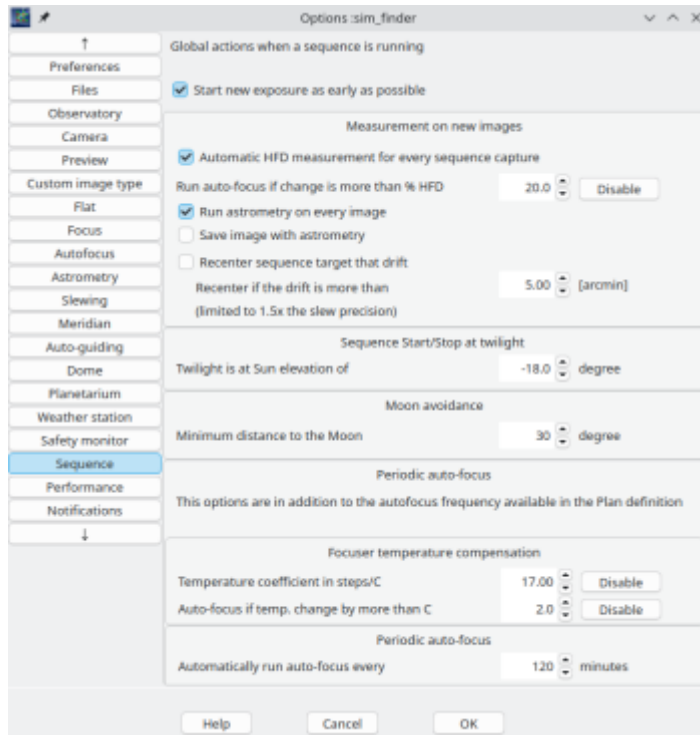 Options :sim_finder
↑
Preferences
Files
Observatory
Camera
Preview
Custom image type
Flat
Focus
Autofocus
Astrometry
Slewing
Meridian
Auto-guiding
Dome
Planetarium
Weather station
Safety monitor
Sequence
Performance
Notifications
↓
Global actions when a sequence is running
Start new exposure as early as possible
Measurement on new images
Automatic HFD measurement for every sequence capture
Run auto-focus if change is more than % HFD 20.0 Disable
Run astrometry on every image
Save image with astrometry
Recenter sequence target that drift
Recenter if the drift is more than 5.00 [arcmin]
(limited to 1.5x the slew precision)
Sequence Start/Stop at twilight
Twilight is at Sun elevation of -18.0 degree
Moon avoidance
Minimum distance to the Moon 30 degree
Periodic auto-focus
This options are in addition to the autofocus frequency available in the Plan definition
Focuser temperature compensation
Temperature coefficient in steps/C 17.00 Disable
Auto-focus if temp. change by more than C 2.0 Disable
Periodic auto-focus
Automatically run auto-focus every 120 minutes
Help Cancel OK